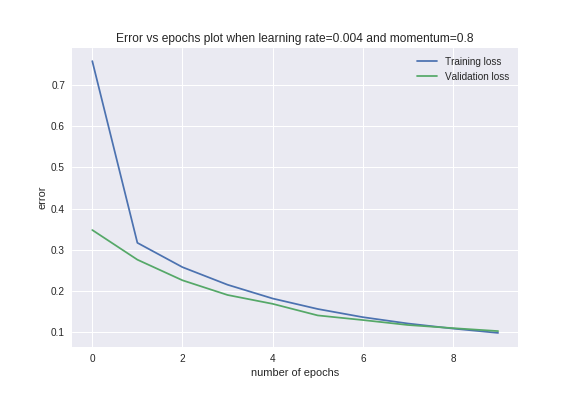 Error vs epochs plot when learning rate=0.004 and momentum=0.8
Training loss
Validation loss
0.7
0.6
0.5
0.4
0.3
0.2
0.1
error
0 2 4 6 8
number of epochs